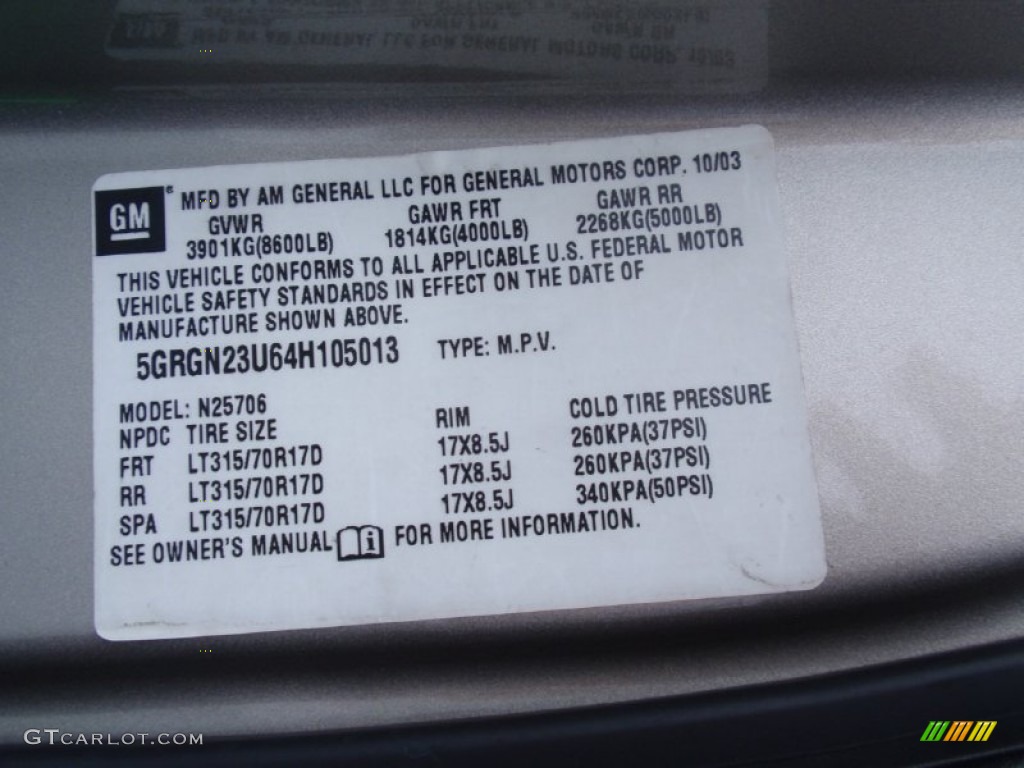 MFD BY AM GENERAL LLC FOR GENERAL MOTORS CORP. 10/03
GM®
GVWR GAWR FRT GAWR RR
3901KG(8600LB) 1814KG(4000LB) 2268KG(5000LB)
THIS VEHICLE CONFORMS TO ALL APPLICABLE U.S. FEDERAL MOTOR
VEHICLE SAFETY STANDARDS IN EFFECT ON THE DATE OF
MANUFACTURE SHOWN ABOVE.
5GRGN23U64H105013 TYPE: M.P.V.
MODEL: N25706
NPDC TIRE SIZE RIM COLD TIRE PRESSURE
FRT LT315/70R17D 17X8.5J 260KPA(37PSI)
RR LT315/70R17D 17X8.5J 260KPA(37PSI)
SPA LT315/70R17D 17X8.5J 340KPA(50PSI)
SEE OWNER'S MANUAL FOR MORE INFORMATION.
GTCARLOT.COM